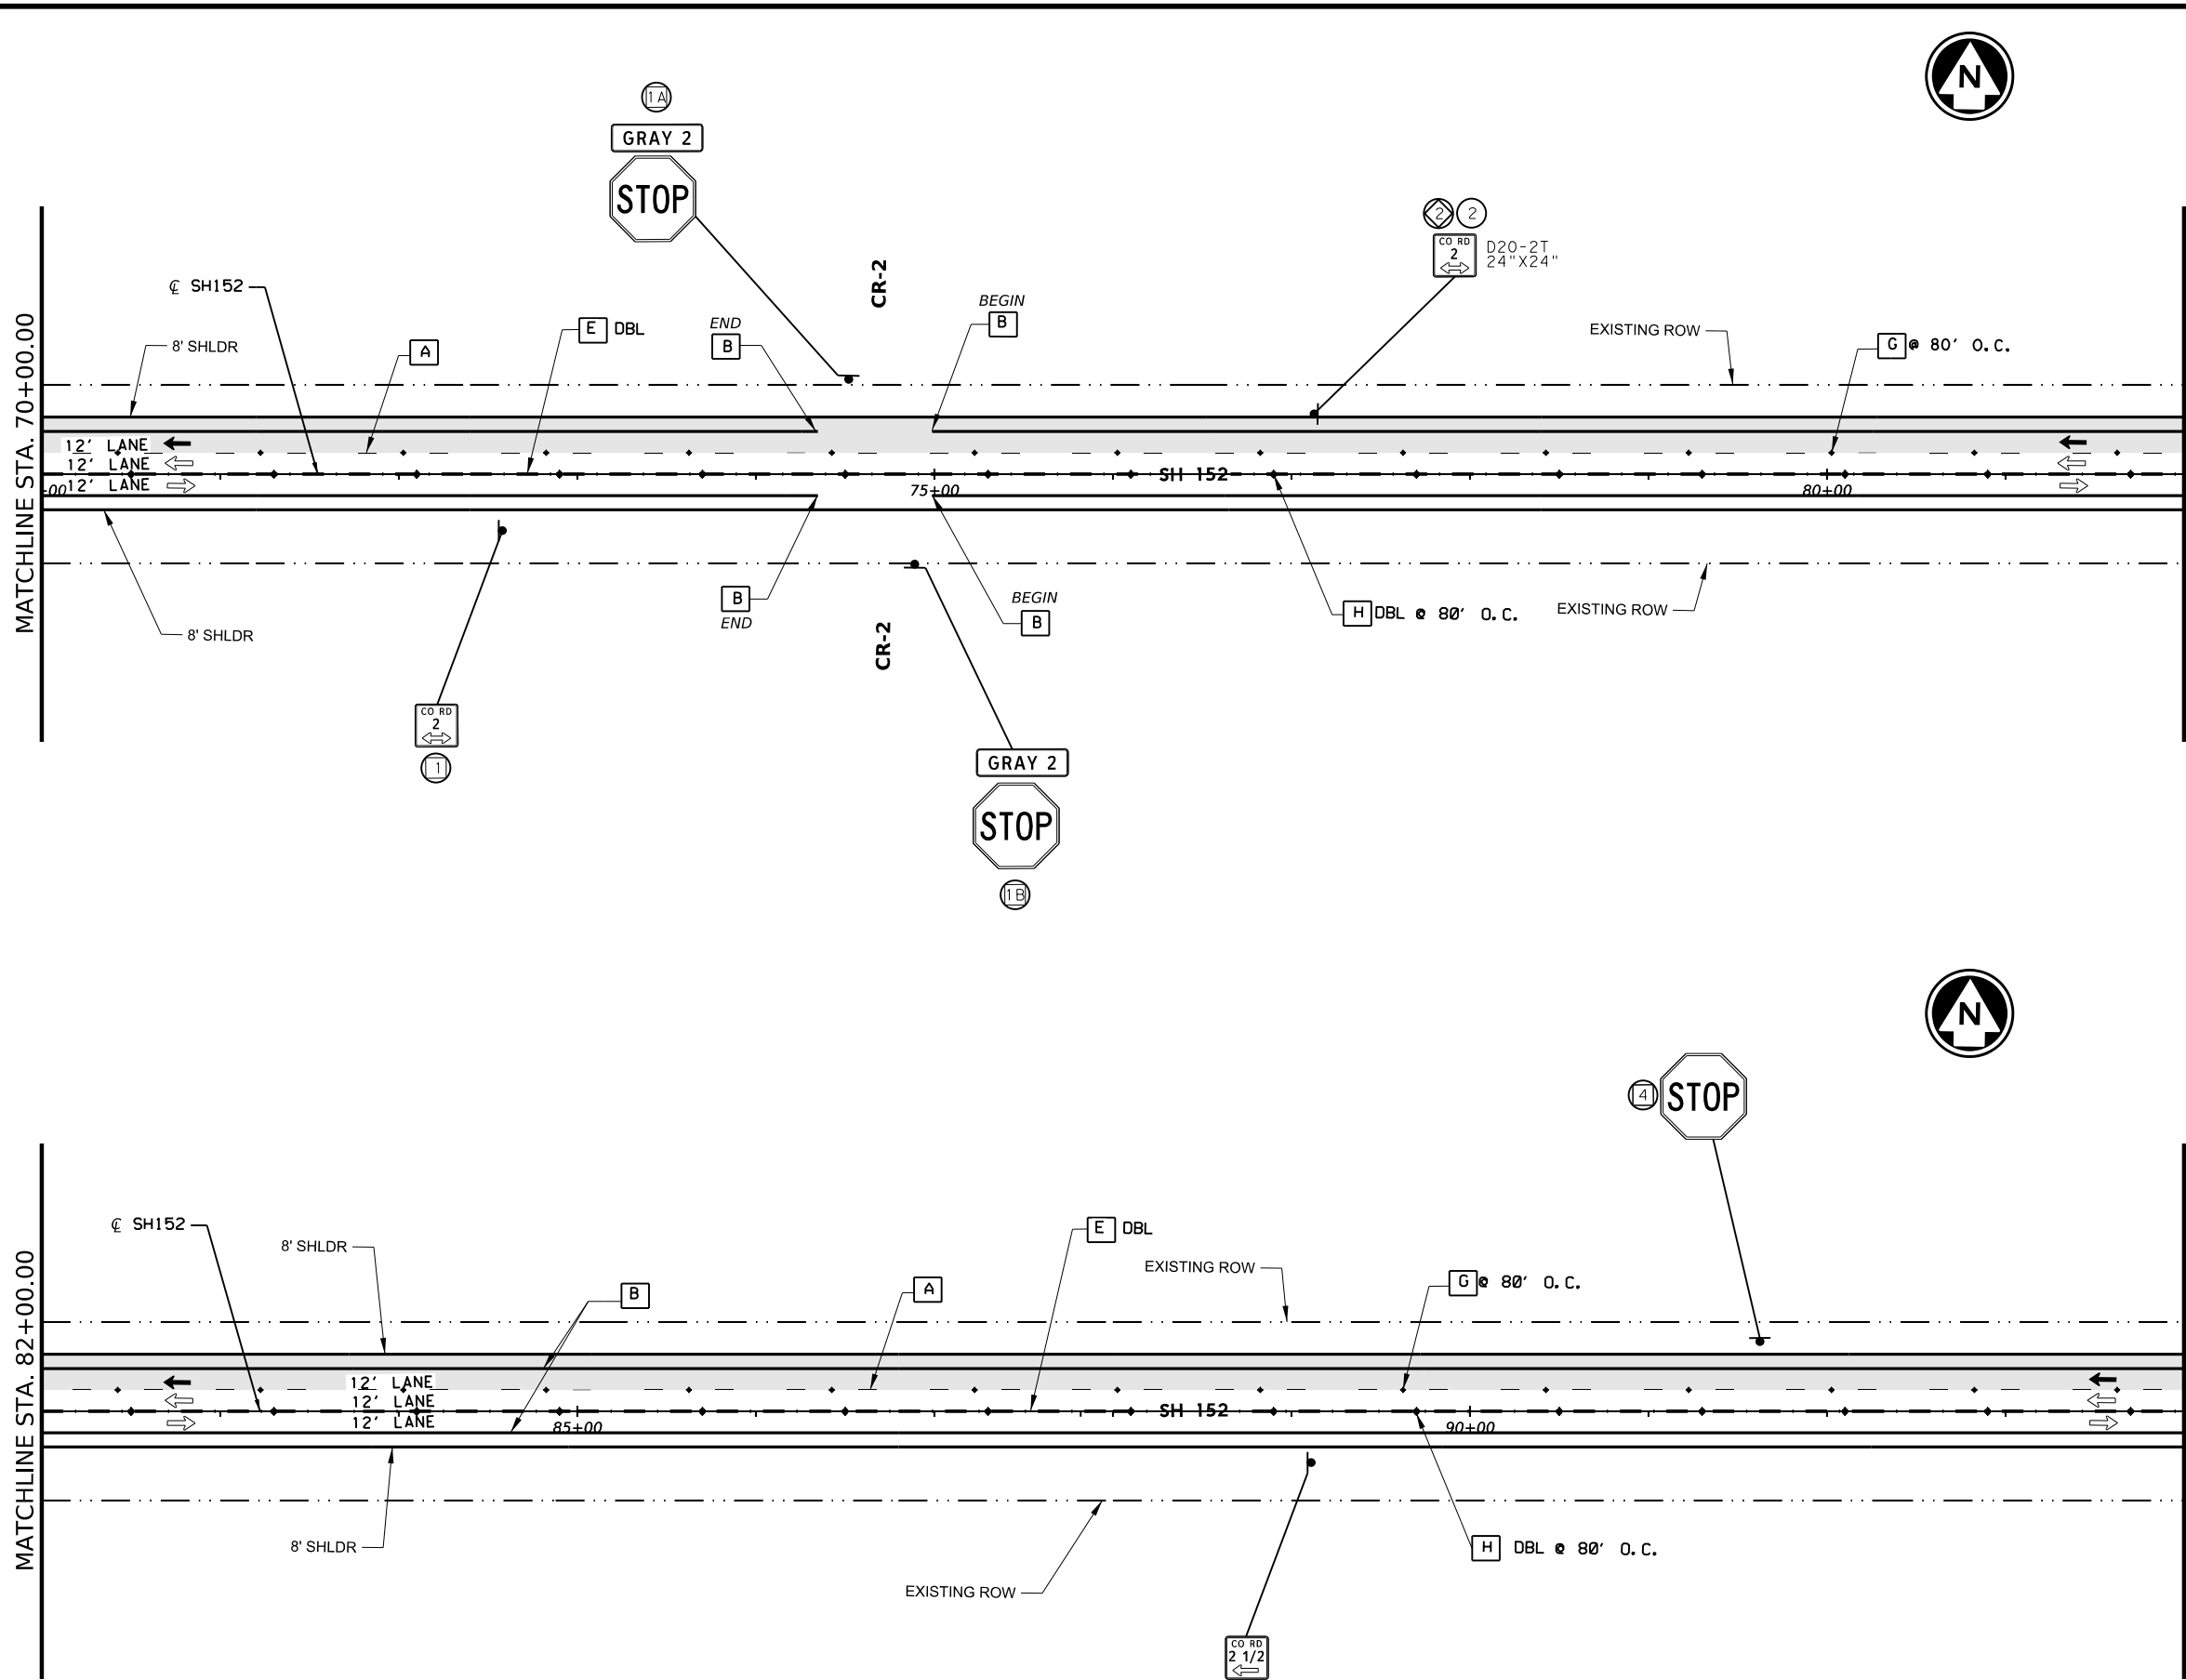 N
1A
GRAY 2
STOP
2 2
CO RD
2
D20-2T
24"X24"
CR-2
℄ SH152
BEGIN
B
END
B
E DBL
EXISTING ROW
8' SHLDR
A
G @ 80' O.C.
MATCHLINE STA. 70+00.00
12' LANE
12' LANE
12' LANE
-00
75+00
SH 152
80+00
8' SHLDR
B
END
BEGIN
B
CR-2
H DBL @ 80' O.C.
EXISTING ROW
CO RD
2
1
GRAY 2
STOP
1B
N
4
STOP
℄ SH152
8' SHLDR
E DBL
EXISTING ROW
B
A
G @ 80' O.C.
MATCHLINE STA. 82+00.00
12' LANE
12' LANE
12' LANE
85+00
SH 152
90+00
8' SHLDR
H DBL @ 80' O.C.
EXISTING ROW
CO RD
2 1/2